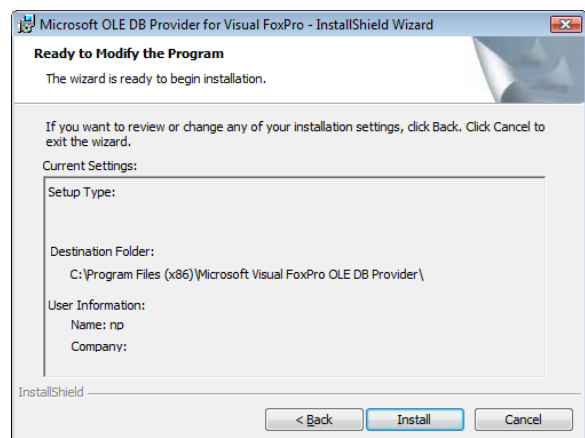 Microsoft OLE DB Provider for Visual FoxPro - InstallShield Wizard
Ready to Modify the Program
The wizard is ready to begin installation.
If you want to review or change any of your installation settings, click Back. Click Cancel to
exit the wizard.
Current Settings:
Setup Type:
Destination Folder:
C:\Program Files (x86)\Microsoft Visual FoxPro OLE DB Provider\
User Information:
Name: np
Company:
InstallShield
< Back
Install
Cancel